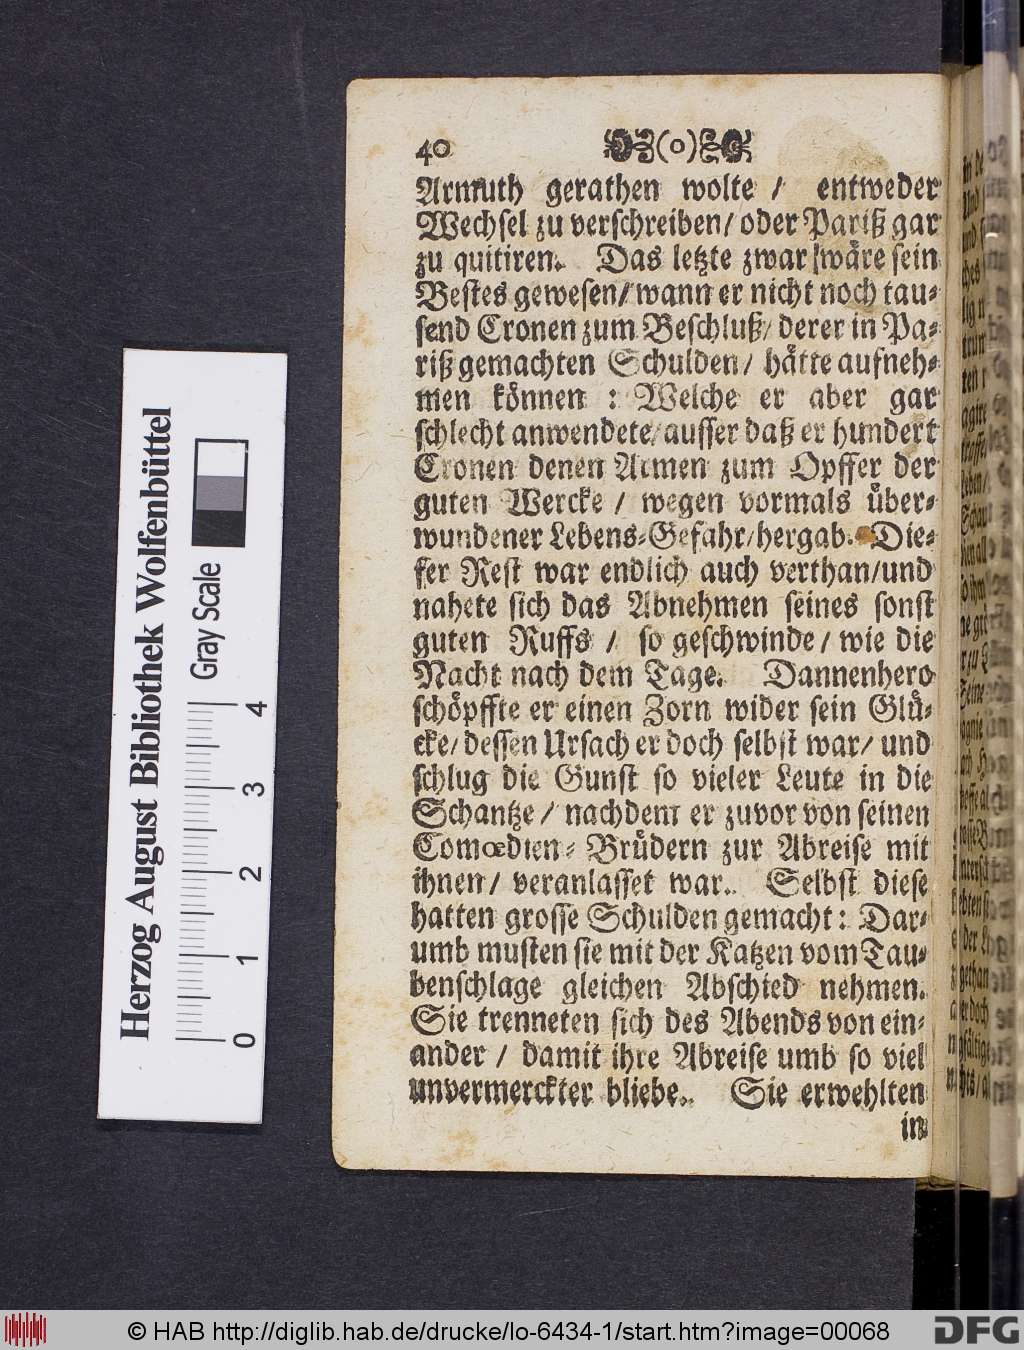 40 (o)
Armuth gerathen wolte / entweder
Wechsel zu verschreiben / oder Pariß gar
zu quitiren. Das letzte zwar wäre sein
Bestes gewesen / wann er nicht noch tau-
send Cronen zum Beschluß / derer in Pa-
riß gemachten Schulden / hätte aufneh-
men können : Welche er aber gar
schlecht anwendete / ausser daß er hundert
Cronen denen Armen zum Opffer der
guten Wercke / wegen vormals über-
wundener Lebens-Gefahr / hergab. Die-
ser Rest war endlich auch verthan / und
nahete sich das Abnehmen seines sonst
guten Ruffs / so geschwinde / wie die
Nacht nach dem Tage. Dannenhero
schöpffte er einen Zorn wider sein Glü-
cke / dessen Ursach er doch selbst war / und
schlug die Gunst so vieler Leute in die
Schantze / nachdem er zuvor von seinen
Comœdien-Brüdern zur Abreise mit
ihnen / veranlasset war. Selbst diese
hatten grosse Schulden gemacht : Dar-
umb musten sie mit der Katzen vom Tau-
benschlage gleichen Abschied nehmen.
Sie trenneten sich des Abends von ein-
ander / damit ihre Abreise umb so viel
unvermerckter bliebe. Sie erwehlten
in
Herzog August Bibliothek Wolfenbüttel
Gray Scale
0 1 2 3 4
© HAB http://diglib.hab.de/drucke/lo-6434-1/start.htm?image=00068
DFG